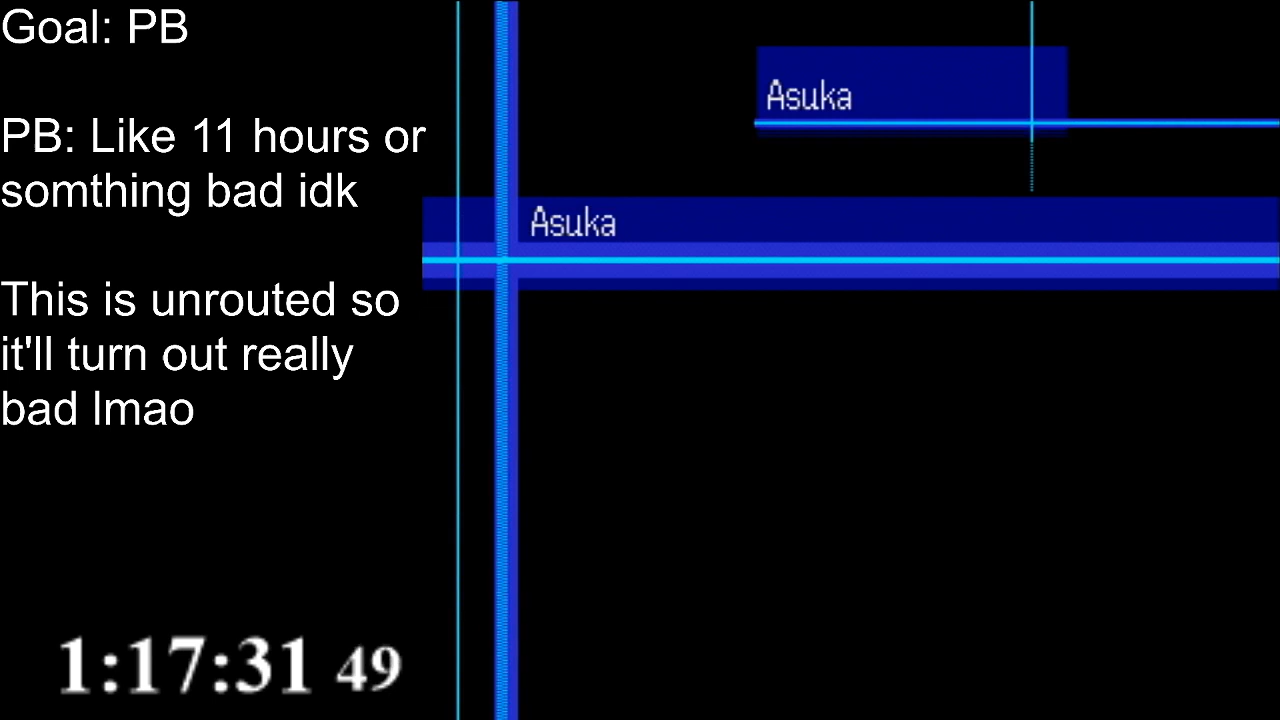 Goal: PB
PB: Like 11 hours or
somthing bad idk
This is unrouted so
it'll turn out really
bad lmao
1:17:31 49
Asuka
Asuka